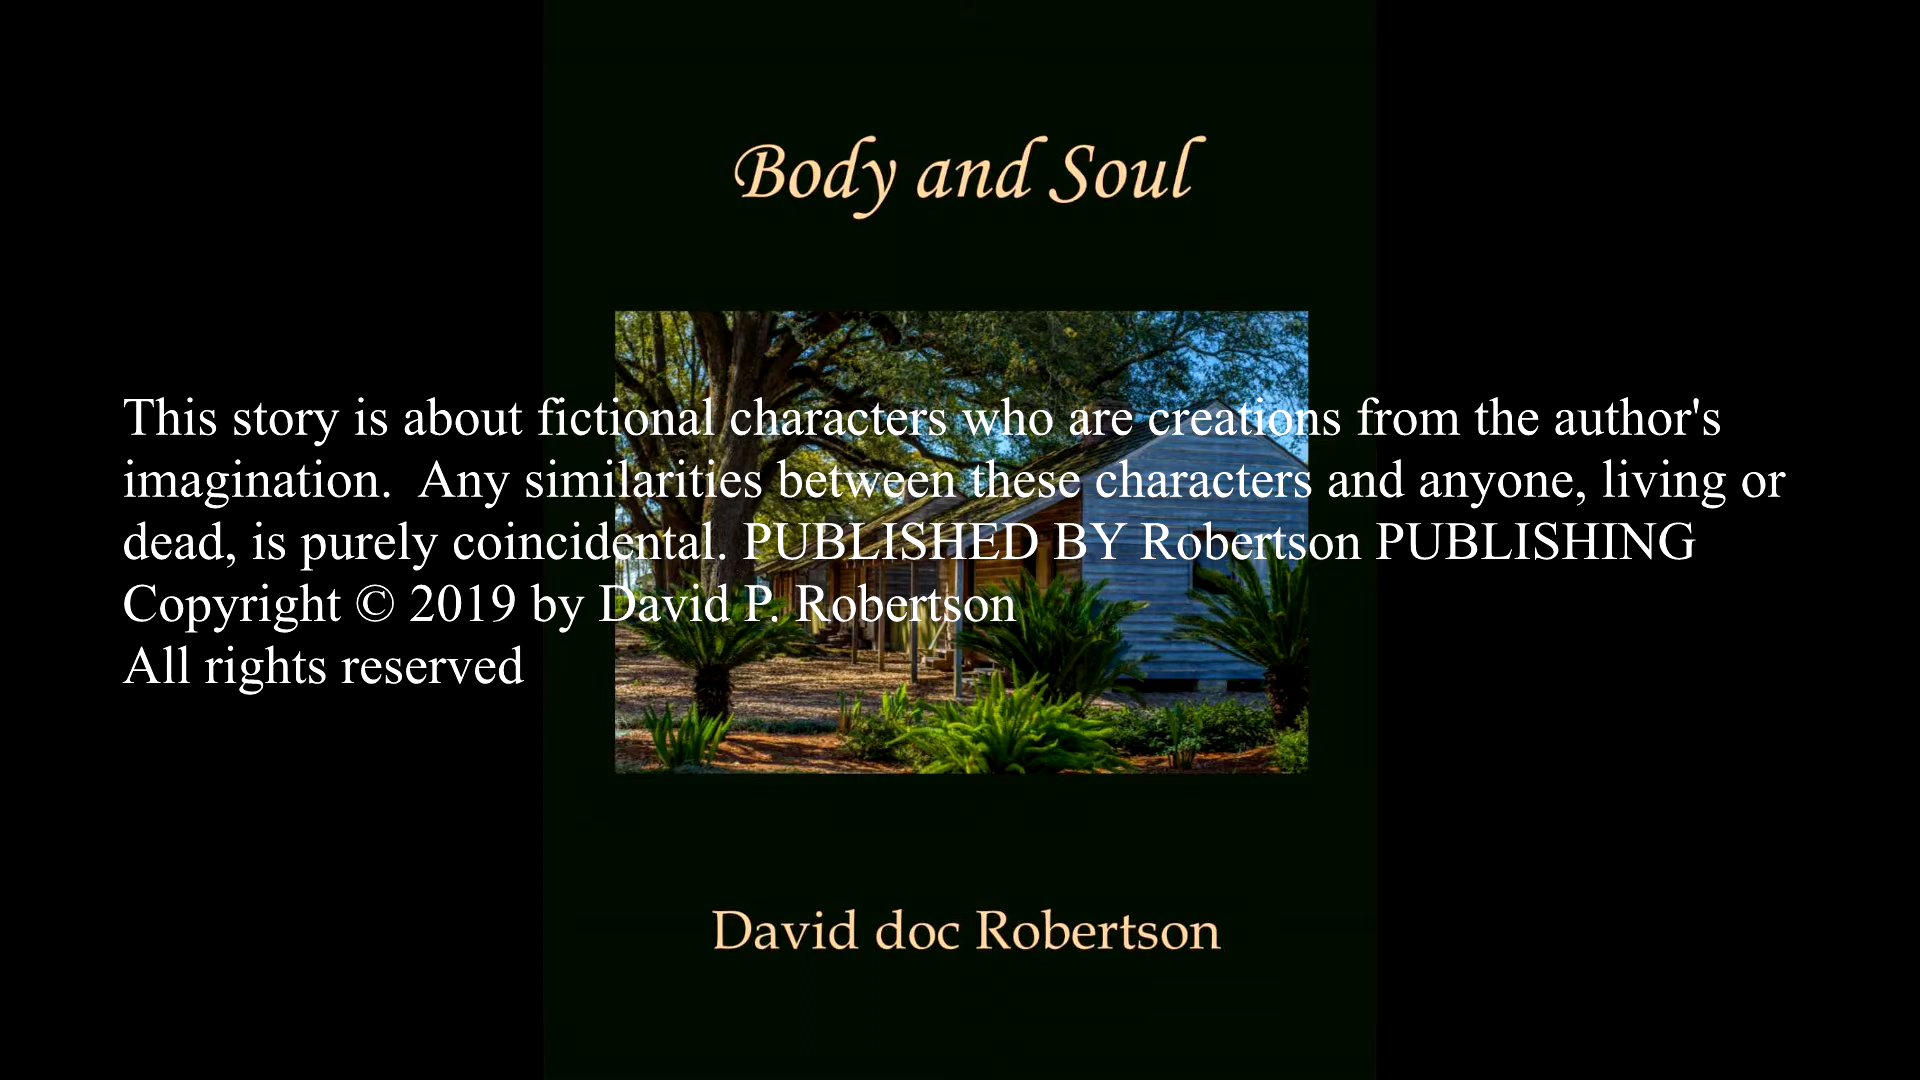 Body and Soul
This story is about fictional characters who are creations from the author's
imagination.  Any similarities between these characters and anyone, living or
dead, is purely coincidental. PUBLISHED BY Robertson PUBLISHING
Copyright © 2019 by David P. Robertson
All rights reserved
David doc Robertson